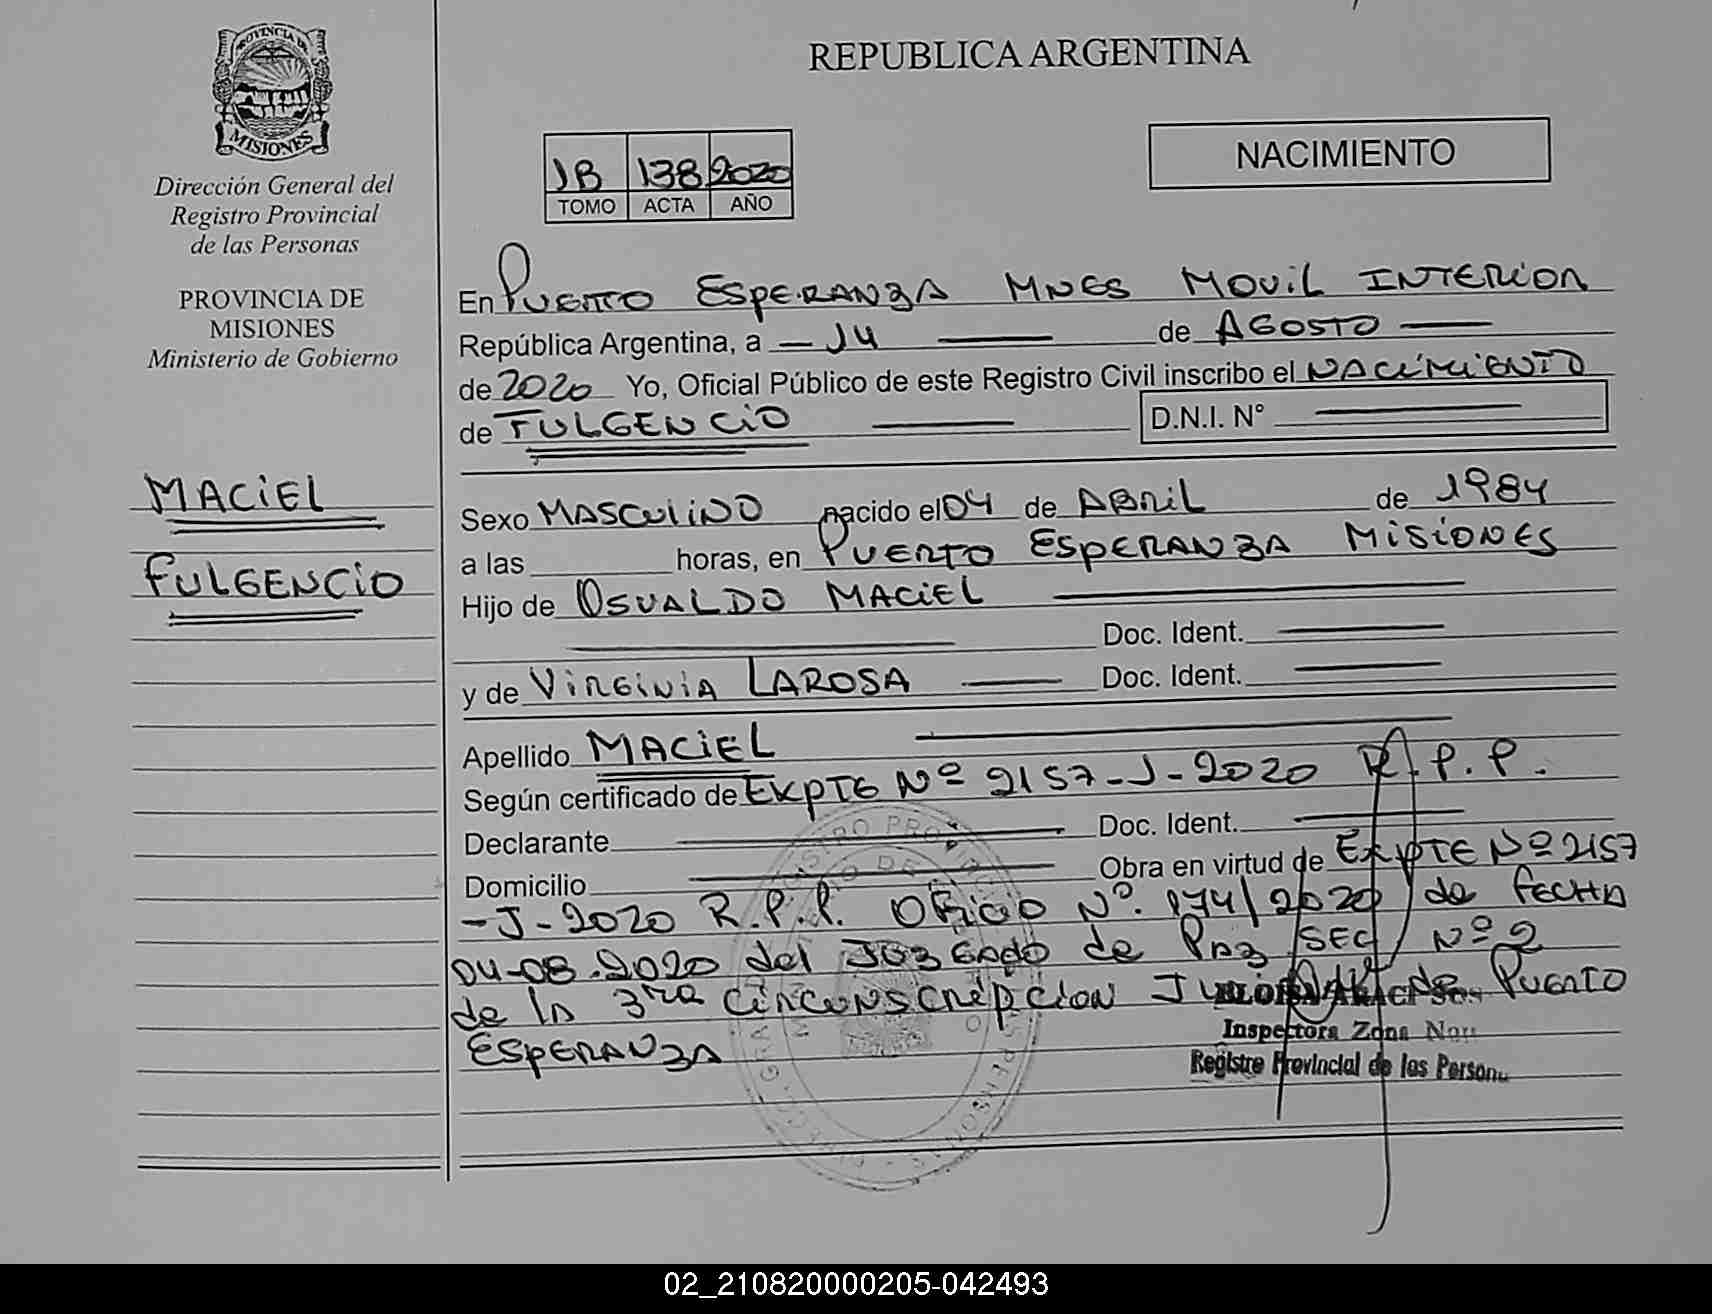 PROVINCIA DE
MISIONES
Dirección General del
Registro Provincial
de las Personas
PROVINCIA DE
MISIONES
Ministerio de Gobierno
MACIEL
FULGENCIO
REPUBLICA ARGENTINA
NACIMIENTO
1B 138 2020
TOMO ACTA AÑO
En PUERTO ESPERANZA MNES MOVIL INTERIOR
República Argentina, a - 14 de AGOSTO
de 2020 Yo, Oficial Público de este Registro Civil inscribo el NACIMIENTO
de FULGENCIO D.N.I. N°
Sexo MASCULINO nacido el 04 de ABRIL de 1984
a las horas, en PUERTO ESPERANZA MISIONES
Hijo de OSVALDO MACIEL
Doc. Ident.
y de VIRGINIA LAROSA Doc. Ident.
Apellido MACIEL
Según certificado de EXPTE Nº 2157-J-2020 R.P.P.
Declarante Doc. Ident.
Domicilio Obra en virtud de EXPTE Nº 2157
-J-2020 R.P.P. OFICIO Nº. 174/2020 de FECHA
04-08-2020 del JUZGADO de PAZ SEC Nº 2
de la 3ra CIRCUNSCRIPCION de PUERTO
ESPERANZA
Inspectora Zona
Registro Provincial de las
02_210820000205-042493